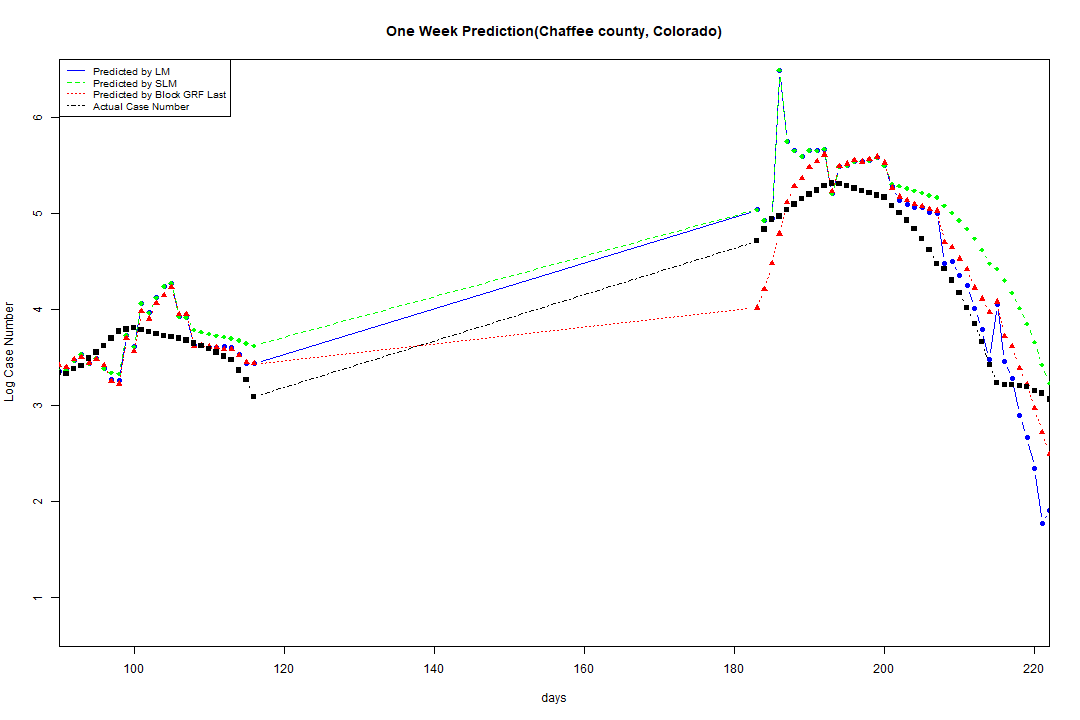 One Week Prediction(Chaffee county, Colorado)
Predicted by LM
Predicted by SLM
Predicted by Block GRF Last
Actual Case Number
Log Case Number
6
5
4
3
2
1
100 120 140 160 180 200 220
days